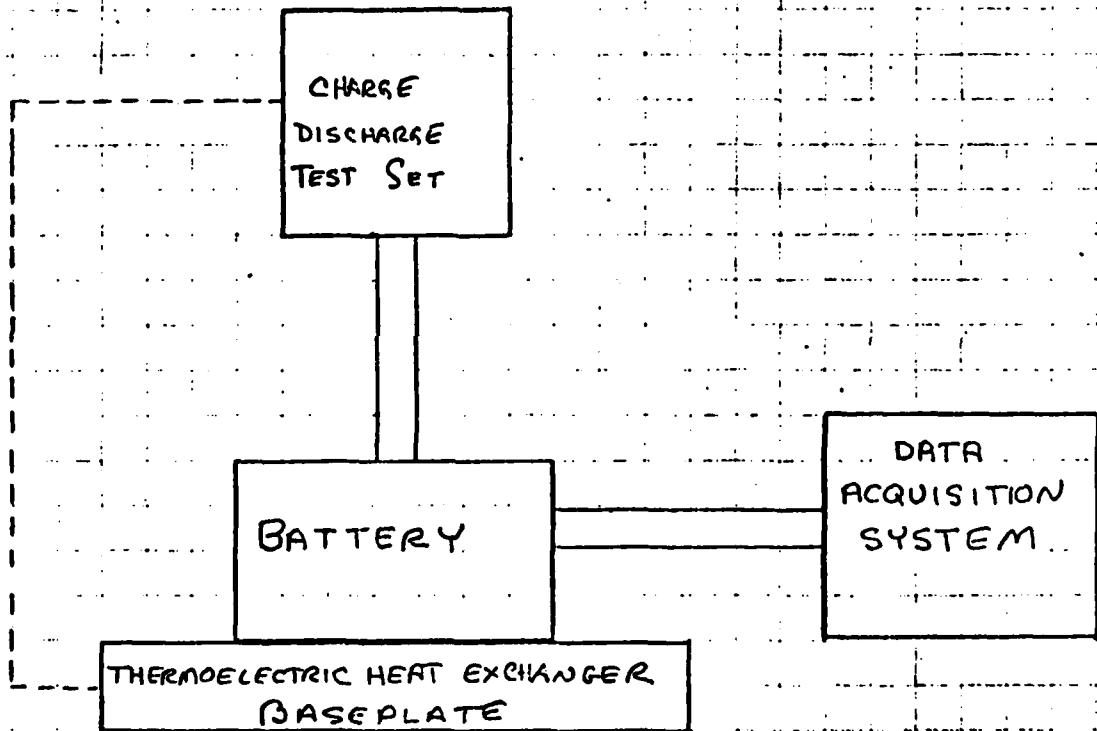 CHARGE
DISCHARGE
TEST SET
BATTERY
DATA
ACQUISITION
SYSTEM
THERMOELECTRIC HEAT EXCHANGER
BASEPLATE